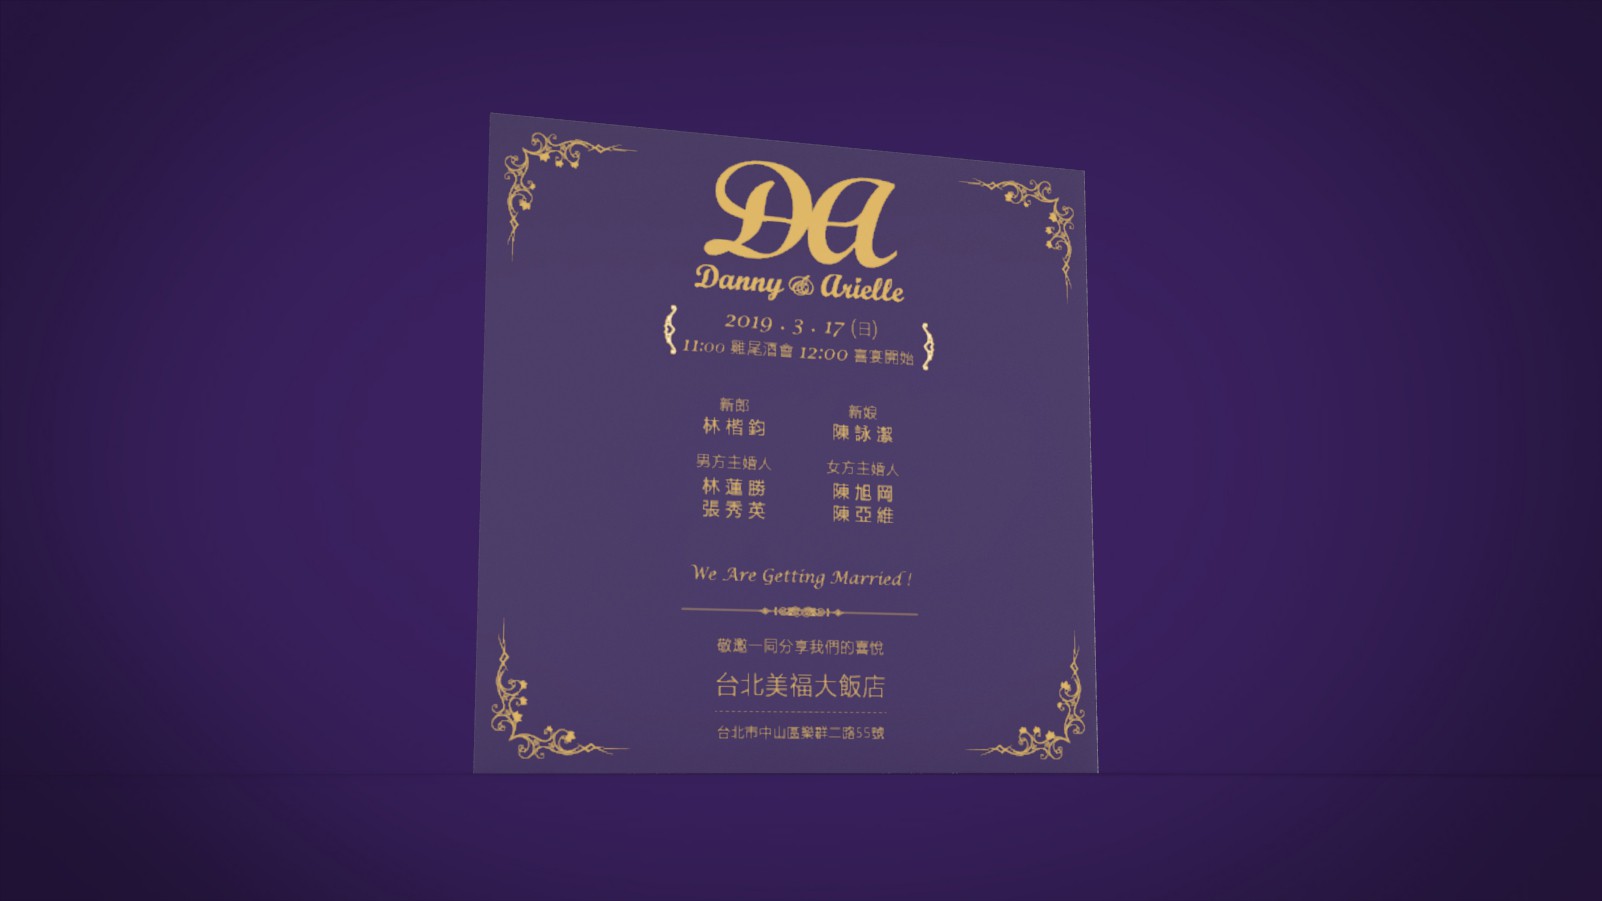 DA
Danny & Arielle
2019 . 3 . 17 (日)
11:00 雞尾酒會 12:00 喜宴開始
新郎 新娘
林楷鈞 陳詠潔
男方主婚人 女方主婚人
林蓮勝 陳旭岡
張秀英 陳亞維
We Are Getting Married !
敬邀一同分享我們的喜悅
台北美福大飯店
台北市中山區樂群二路55號